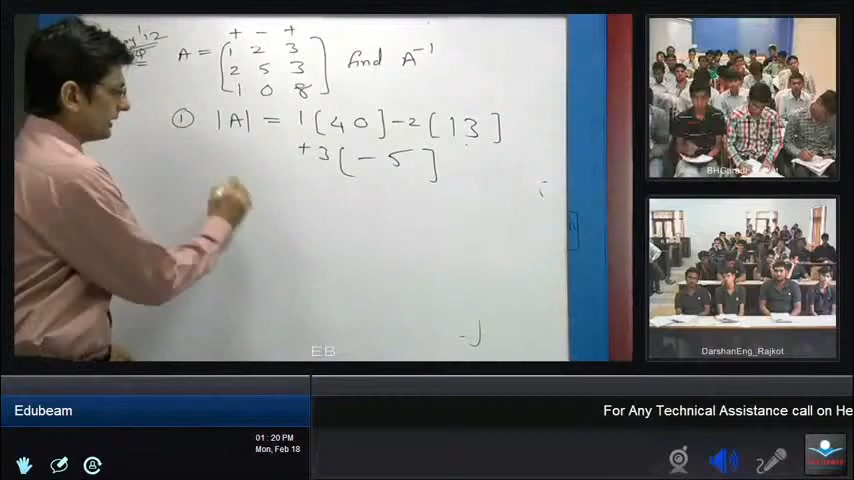 + - +
A = [1 2 3 find A⁻¹
2 5 3
1 0 8]
① |A| = 1[40] -2[13]
+3[-5]
EB
BHGardi_Rajkot
DarshanEng_Rajkot
Edubeam
For Any Technical Assistance call on He
01:20 PM
Mon, Feb 18